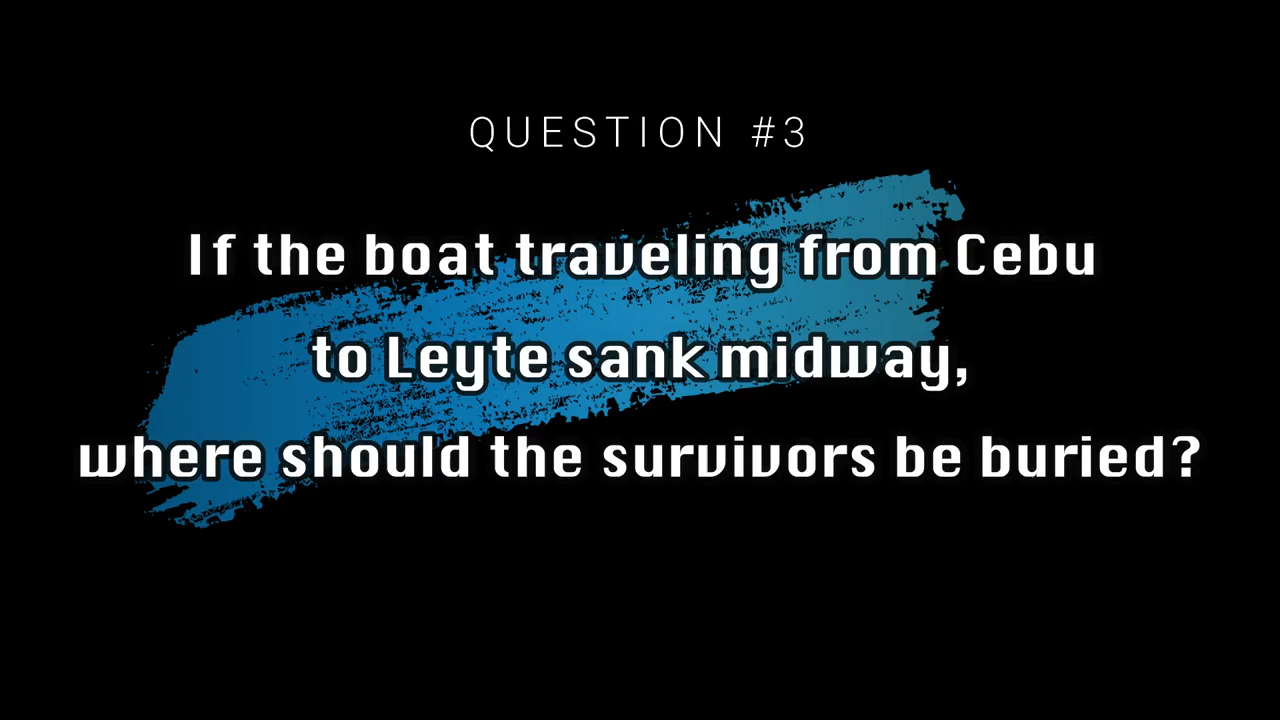 QUESTION #3
If the boat traveling from Cebu
to Leyte sank midway,
where should the survivors be buried?